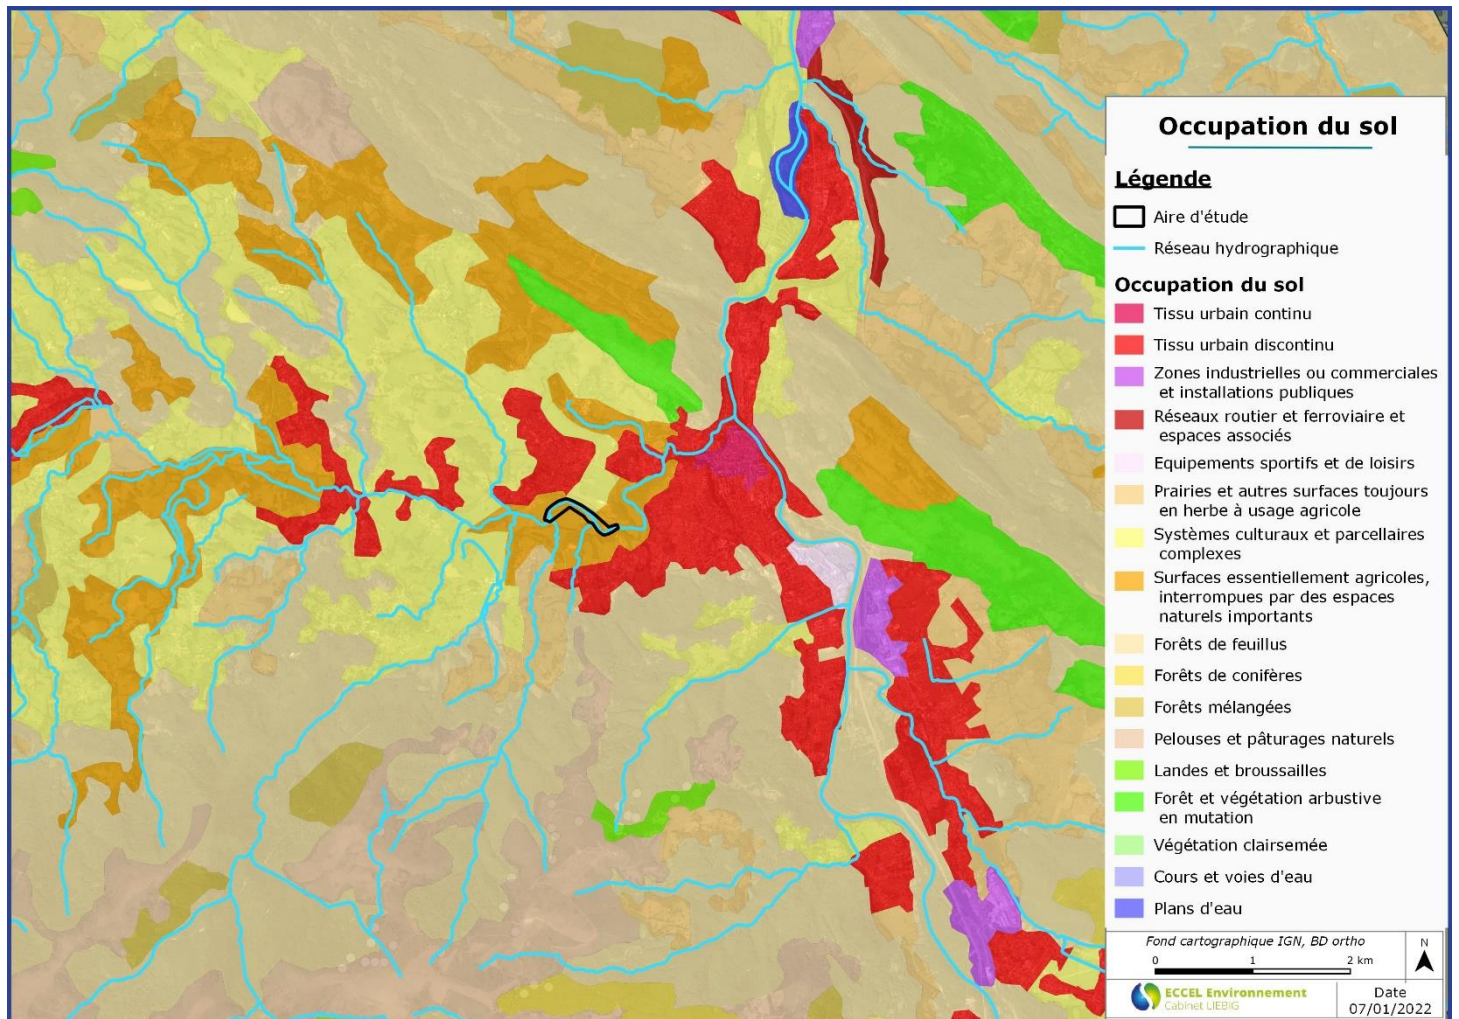 Occupation du sol
Légende
Aire d'étude
Réseau hydrographique
Occupation du sol
Tissu urbain continu
Tissu urbain discontinu
Zones industrielles ou commerciales
et installations publiques
Réseaux routier et ferroviaire et
espaces associés
Equipements sportifs et de loisirs
Prairies et autres surfaces toujours
en herbe à usage agricole
Systèmes culturaux et parcellaires
complexes
Surfaces essentiellement agricoles,
interrompues par des espaces
naturels importants
Forêts de feuillus
Forêts de conifères
Forêts mélangées
Pelouses et pâturages naturels
Landes et broussailles
Forêt et végétation arbustive
en mutation
Végétation clairsemée
Cours et voies d'eau
Plans d'eau
Fond cartographique IGN, BD ortho
0 1 2 km
N
ECCEL Environnement
Cabinet LIEBIG
Date
07/01/2022